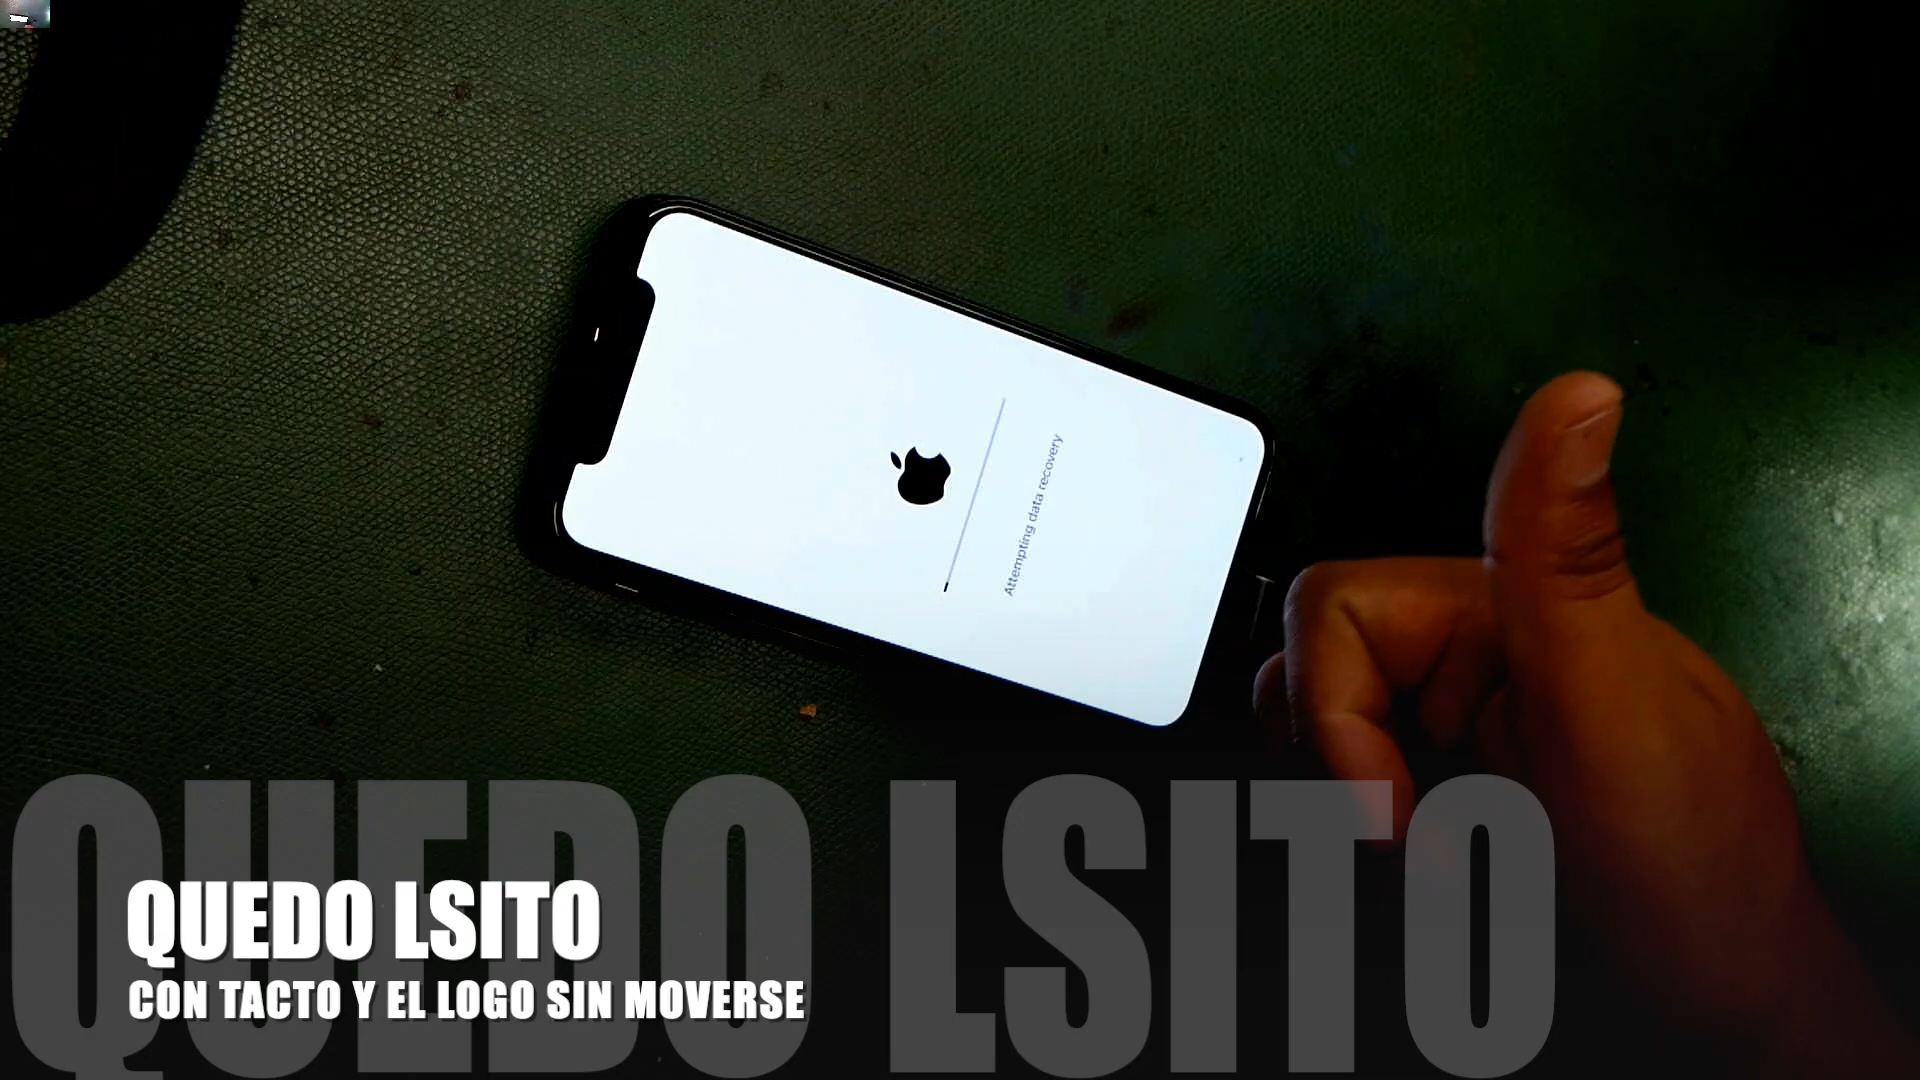 Attempting data recovery
QUEDO LSITO
QUEDO LSITO
CON TACTO Y EL LOGO SIN MOVERSE